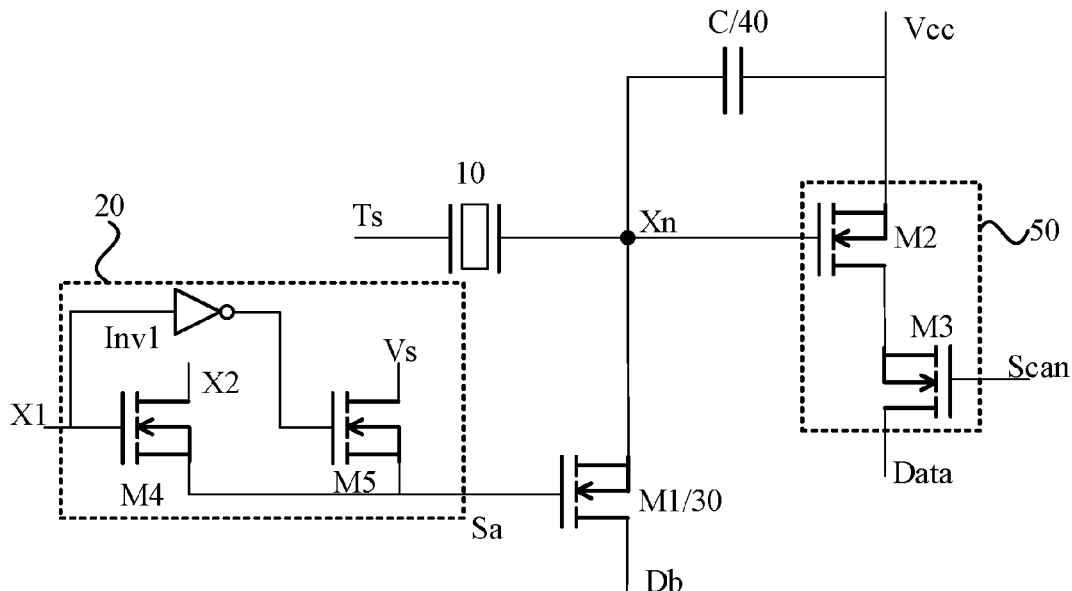 C/40
Vcc
10
20
Ts
Xn
M2
50
Inv1
Vs
M3
X2
Scan
X1
M4
M5
M1/30
Data
Sa
Db